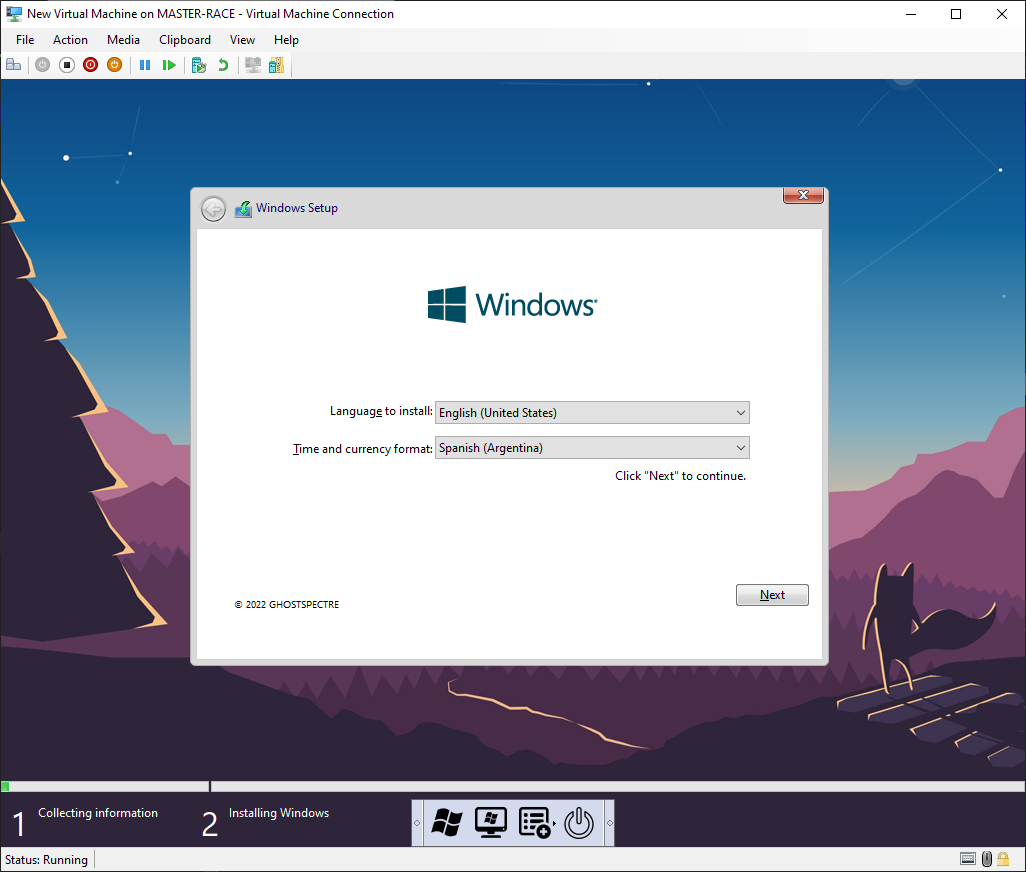 New Virtual Machine on MASTER-RACE - Virtual Machine Connection
File Action Media Clipboard View Help
Windows Setup
Windows
Language to install: English (United States)
Time and currency format: Spanish (Argentina)
Click "Next" to continue.
Next
© 2022 GHOSTSPECTRE
1 Collecting information 2 Installing Windows
Status: Running